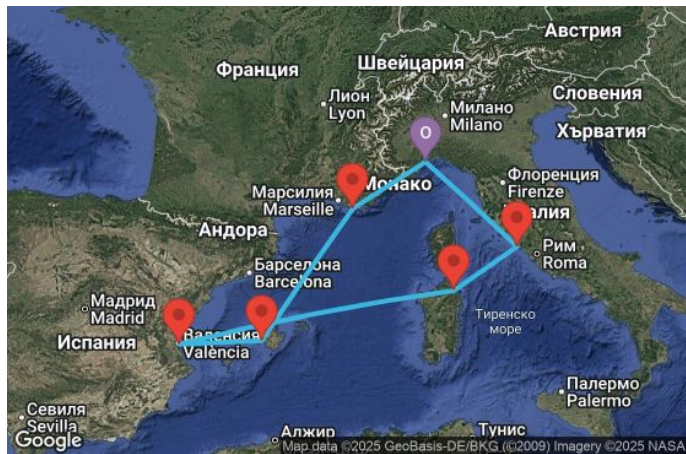 Австрия
Швейцария
Франция
Словения
Лион
Lyon
Милано
Milano
Хърватия
O
Монако
Флоренция
Firenze
Марсилия
Marseille
алия
Андора
Рим
Roma
Барселона
Barcelona
Мадрид
Madrid
Тиренско
море
Валенсия
València
Испания
Палермо
Palermo
Севиля
Sevilla
Google
Алжир
Тунис
Map data ©2025 GeoBasis-DE/BKG (©2009) Imagery ©2025 NASA